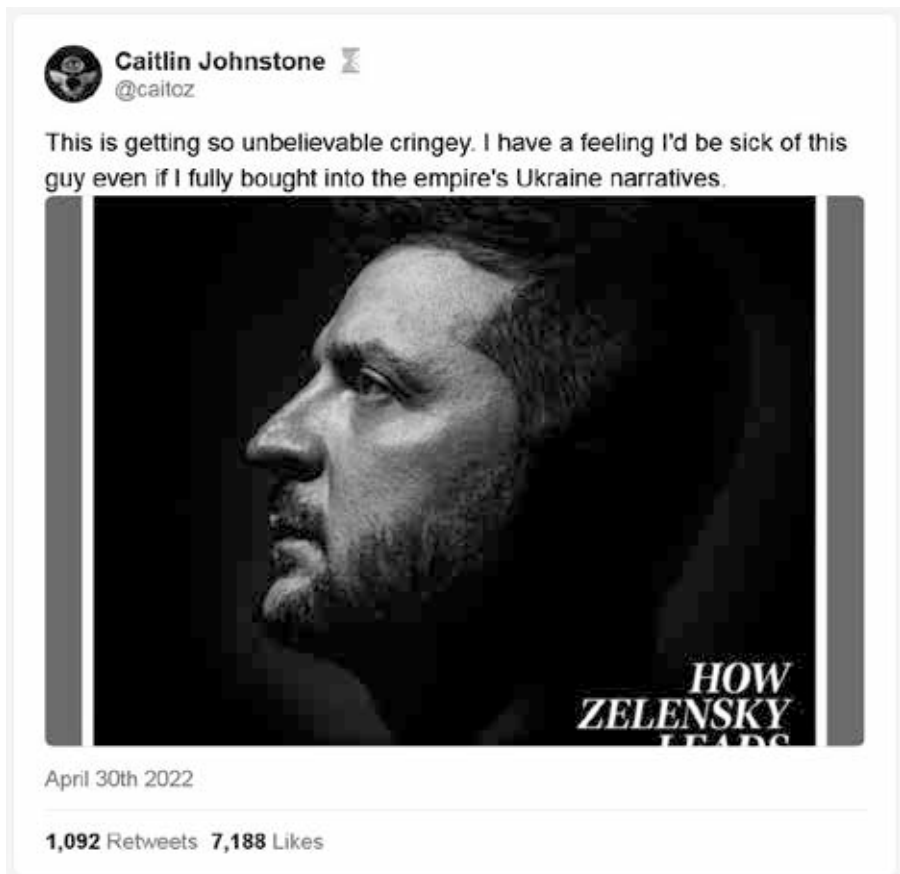 Caitlin Johnstone
@caitoz
This is getting so unbelievable cringey. I have a feeling I'd be sick of this
guy even if I fully bought into the empire's Ukraine narratives.
HOW
ZELENSKY
LEADS
April 30th 2022
1,092 Retweets 7,188 Likes